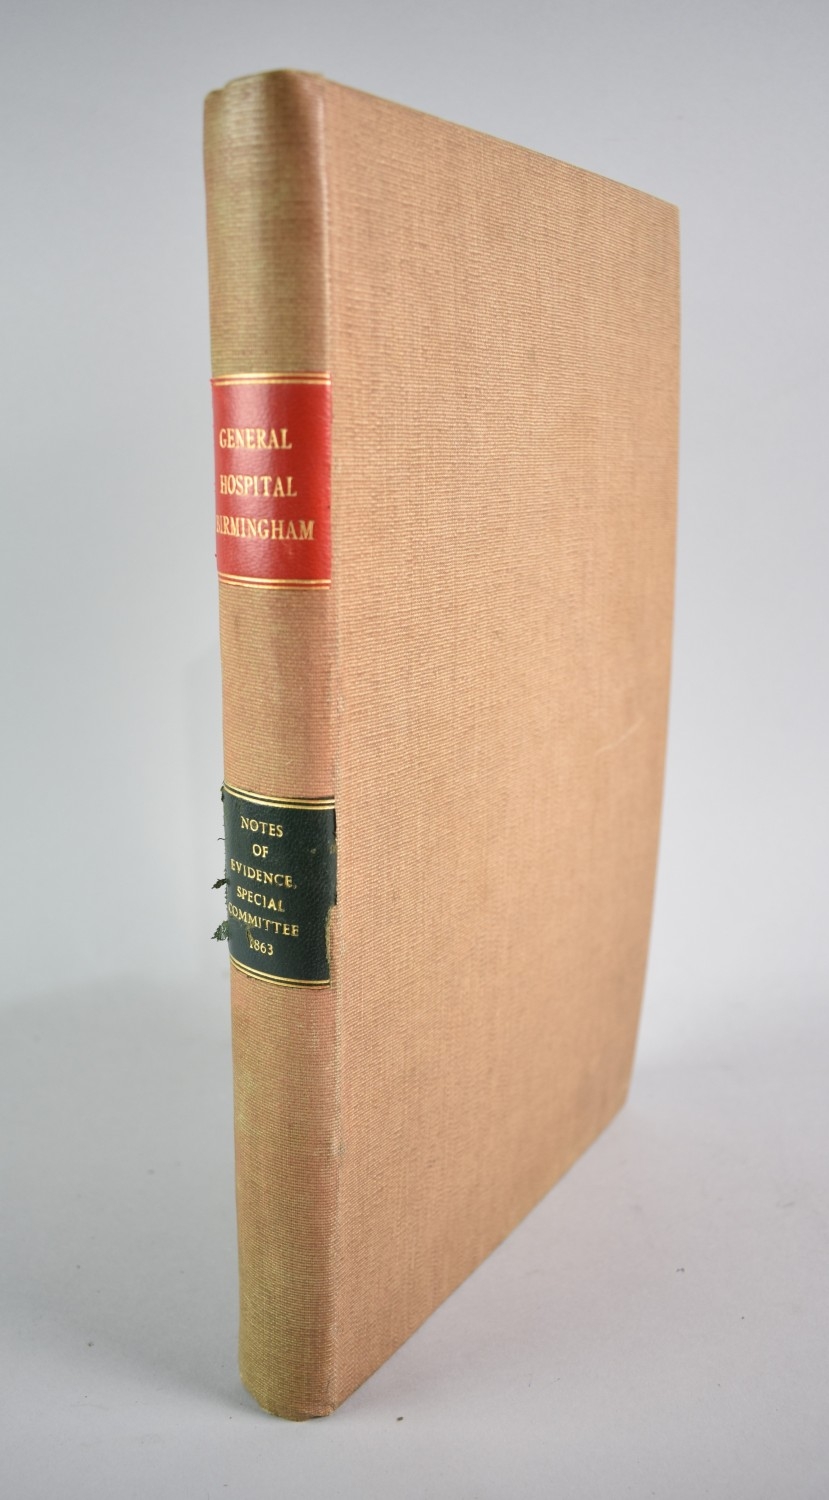 GENERAL
HOSPITAL
BIRMINGHAM
NOTES
OF
EVIDENCE,
SPECIAL
COMMITTEE
1863